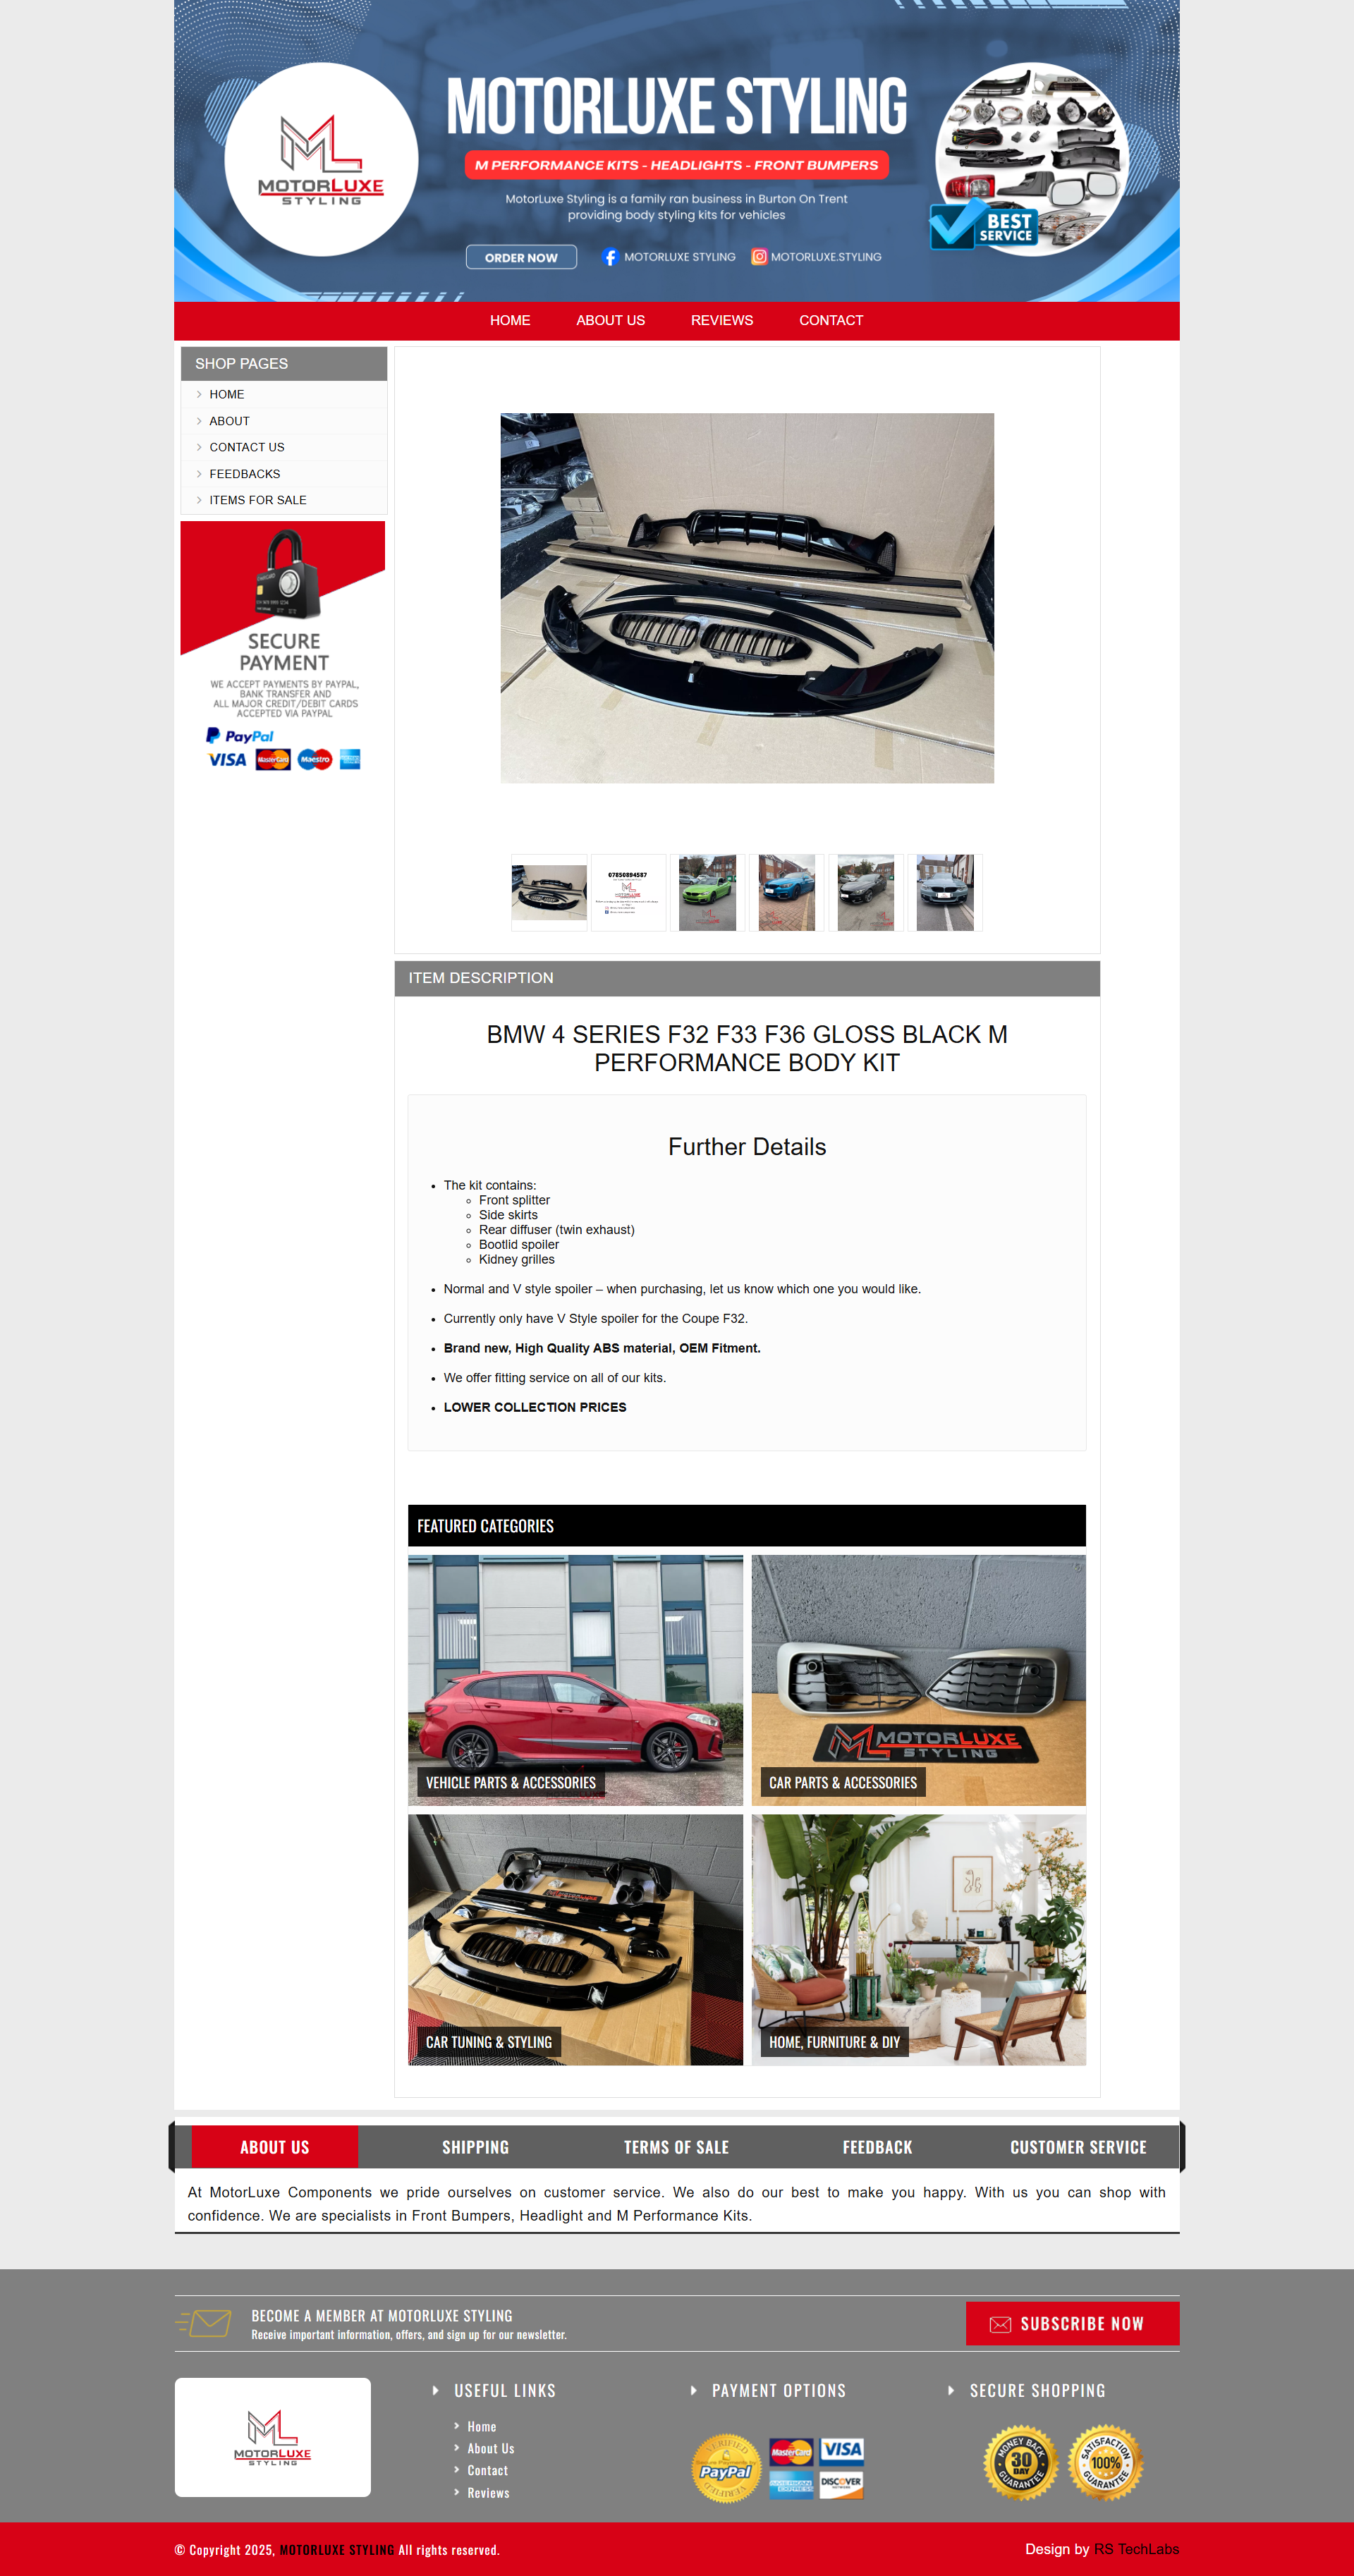 MOTORLUXE STYLING
M PERFORMANCE KITS - HEADLIGHTS - FRONT BUMPERS
MotorLuxe Styling is a family ran business in Burton On Trent
providing body styling kits for vehicles
ORDER NOW
MOTORLUXE STYLING
MOTORLUXE.STYLING
MOTORLUXE
STYLING
BEST
SERVICE
HOME
ABOUT US
REVIEWS
CONTACT
SHOP PAGES
HOME
ABOUT
CONTACT US
FEEDBACKS
ITEMS FOR SALE
SECURE
PAYMENT
WE ACCEPT PAYMENTS BY PAYPAL,
BANK TRANSFER AND
ALL MAJOR CREDIT/DEBIT CARDS
ACCEPTED VIA PAYPAL
PayPal
VISA
MasterCard
Maestro
07850894587
ITEM DESCRIPTION
BMW 4 SERIES F32 F33 F36 GLOSS BLACK M
PERFORMANCE BODY KIT
Further Details
The kit contains:
Front splitter
Side skirts
Rear diffuser (twin exhaust)
Bootlid spoiler
Kidney grilles
Normal and V style spoiler – when purchasing, let us know which one you would like.
Currently only have V Style spoiler for the Coupe F32.
Brand new, High Quality ABS material, OEM Fitment.
We offer fitting service on all of our kits.
LOWER COLLECTION PRICES
FEATURED CATEGORIES
VEHICLE PARTS & ACCESSORIES
MOTORLUXE
STYLING
CAR PARTS & ACCESSORIES
MOTORLUXE
CAR TUNING & STYLING
HOME, FURNITURE & DIY
ABOUT US
SHIPPING
TERMS OF SALE
FEEDBACK
CUSTOMER SERVICE
At MotorLuxe Components we pride ourselves on customer service. We also do our best to make you happy. With us you can shop with
confidence. We are specialists in Front Bumpers, Headlight and M Performance Kits.
BECOME A MEMBER AT MOTORLUXE STYLING
Receive important information, offers, and sign up for our newsletter.
SUBSCRIBE NOW
MOTORLUXE
STYLING
USEFUL LINKS
Home
About Us
Contact
Reviews
PAYMENT OPTIONS
VERIFIED
PayPal
MasterCard
VISA
AMERICAN EXPRESS
DISCOVER
SECURE SHOPPING
MONEY BACK
30
DAY
GUARANTEE
SATISFACTION
100%
GUARANTEE
© Copyright 2025, MOTORLUXE STYLING All rights reserved.
Design by RS TechLabs